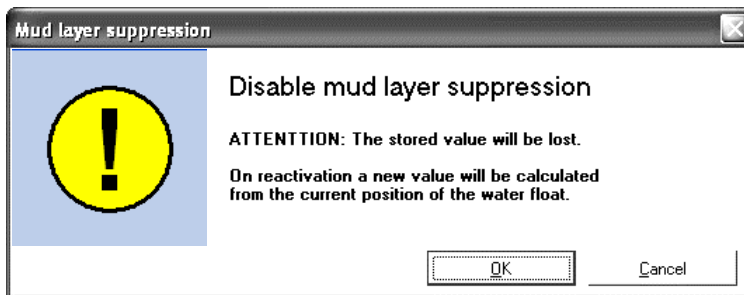 Mud layer suppression
Disable mud layer suppression
ATTENTTION: The stored value will be lost.
On reactivation a new value will be calculated
from the current position of the water float.
OK
Cancel